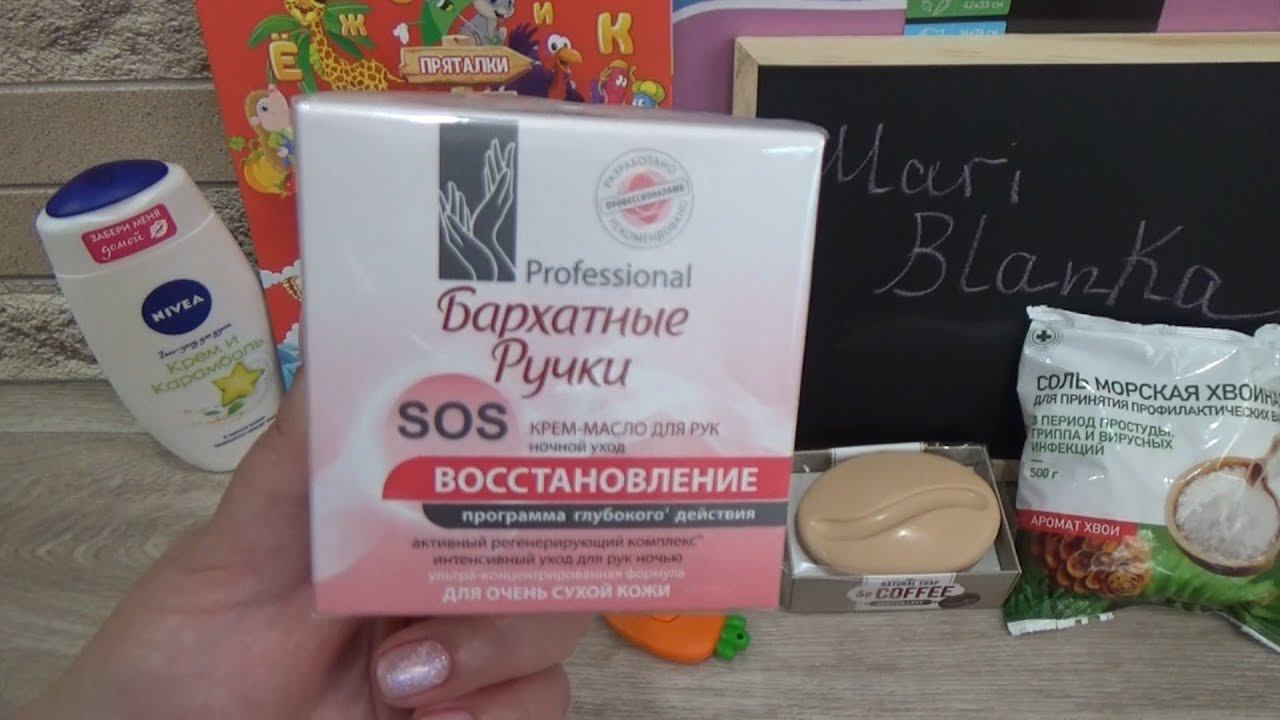 Ё
Ж
И
К
ПРЯТАЛКИ
42х33 см
ЗАБЕРИ МЕНЯ
домой
NIVEA
Крем и
Карамболь
РАЗРАБОТАНО
ПРОФЕССИОНАЛАМИ
РЕКОМЕНДОВАНО
Professional
Бархатные
Ручки
SOS
КРЕМ-МАСЛО ДЛЯ РУК
ночной уход
ВОССТАНОВЛЕНИЕ
программа глубокого* действия
активный регенерирующий комплекс**
интенсивный уход для рук ночью
ультра-концентрированная формула
ДЛЯ ОЧЕНЬ СУХОЙ КОЖИ
Mari
Blanka
NATURAL SOAP
So COFFEE
СОЛЬ МОРСКАЯ
ДЛЯ ПРИНЯТИЯ ПРОФИЛАКТИЧЕСКИХ
В ПЕРИОД ПРОСТУДЫ,
ГРИППА И ВИРУСНЫХ
ИНФЕКЦИЙ
500 г
АРОМАТ ХВОИ